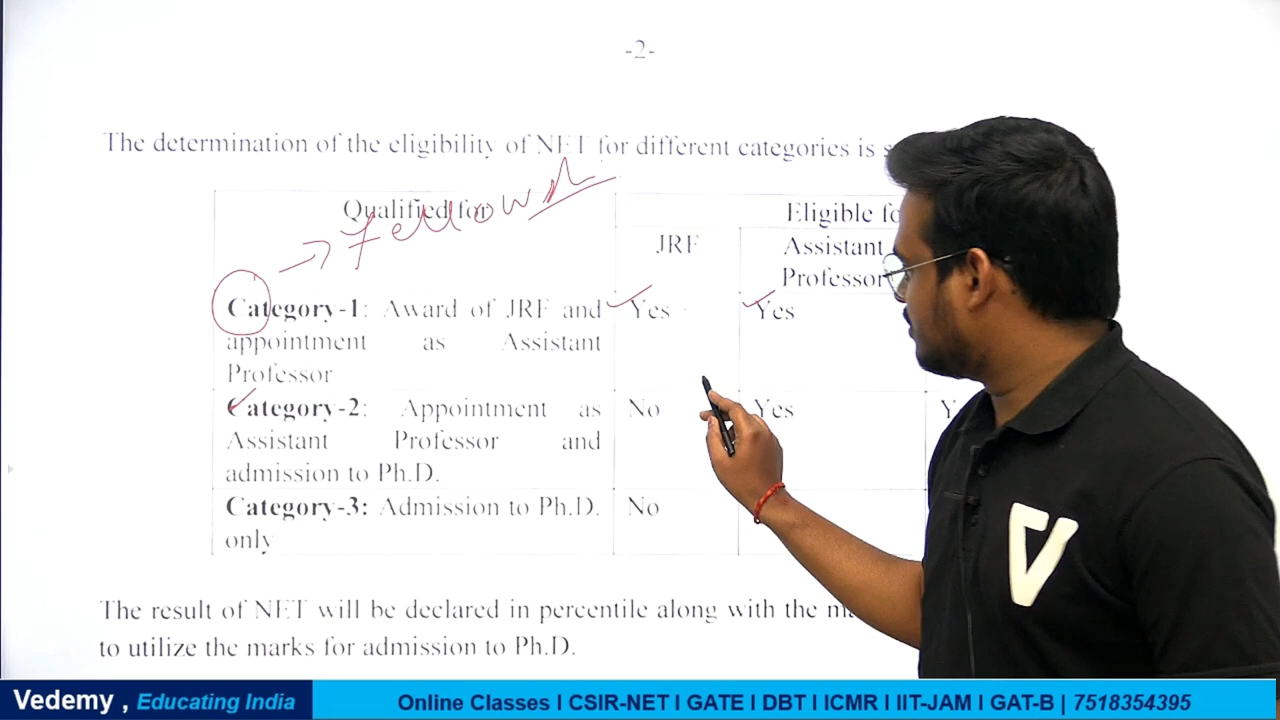 -2-
The determination of the eligibility of NET for different categories is
Qualified for:
Eligible
JRF
Assistant
Professor
→ Fellowsh
Category-1: Award of JRF and
appointment as Assistant
Professor
Yes
Yes
Category-2: Appointment as
Assistant Professor and
admission to Ph.D.
No
Yes
Category-3: Admission to Ph.D.
only
No
The result of NET will be declared in percentile along with the
to utilize the marks for admission to Ph.D.
Vedemy , Educating India
Online Classes I CSIR-NET I GATE I DBT I ICMR I IIT-JAM I GAT-B | 7518354395